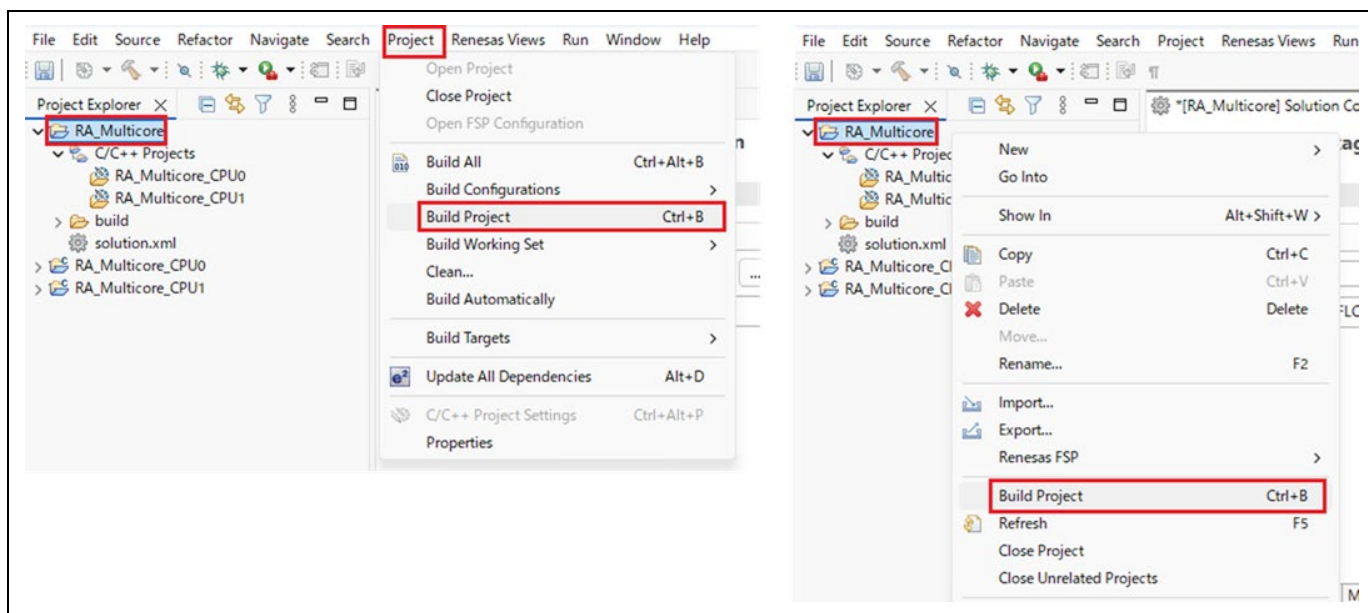 File Edit Source Refactor Navigate Search Project Renesas Views Run Window Help
Project Explorer
RA_Multicore
C/C++ Projects
RA_Multicore_CPU0
RA_Multicore_CPU1
build
solution.xml
RA_Multicore_CPU0
RA_Multicore_CPU1
Open Project
Close Project
Open FSP Configuration
Build All Ctrl+Alt+B
Build Configurations
Build Project Ctrl+B
Build Working Set
Clean...
Build Automatically
Build Targets
Update All Dependencies Alt+D
C/C++ Project Settings Ctrl+Alt+P
Properties
n
...
File Edit Source Refactor Navigate Search Project Renesas Views Run
Project Explorer
*[RA_Multicore] Solution Co
RA_Multicore
C/C++ Projec
RA_Multic
RA_Multic
build
solution.xml
RA_Multicore_C
RA_Multicore_C
New
Go Into
Show In Alt+Shift+W >
Copy Ctrl+C
Paste Ctrl+V
Delete Delete
Move...
Rename... F2
Import...
Export...
Renesas FSP
Build Project Ctrl+B
Refresh F5
Close Project
Close Unrelated Projects
ag
FLO
M